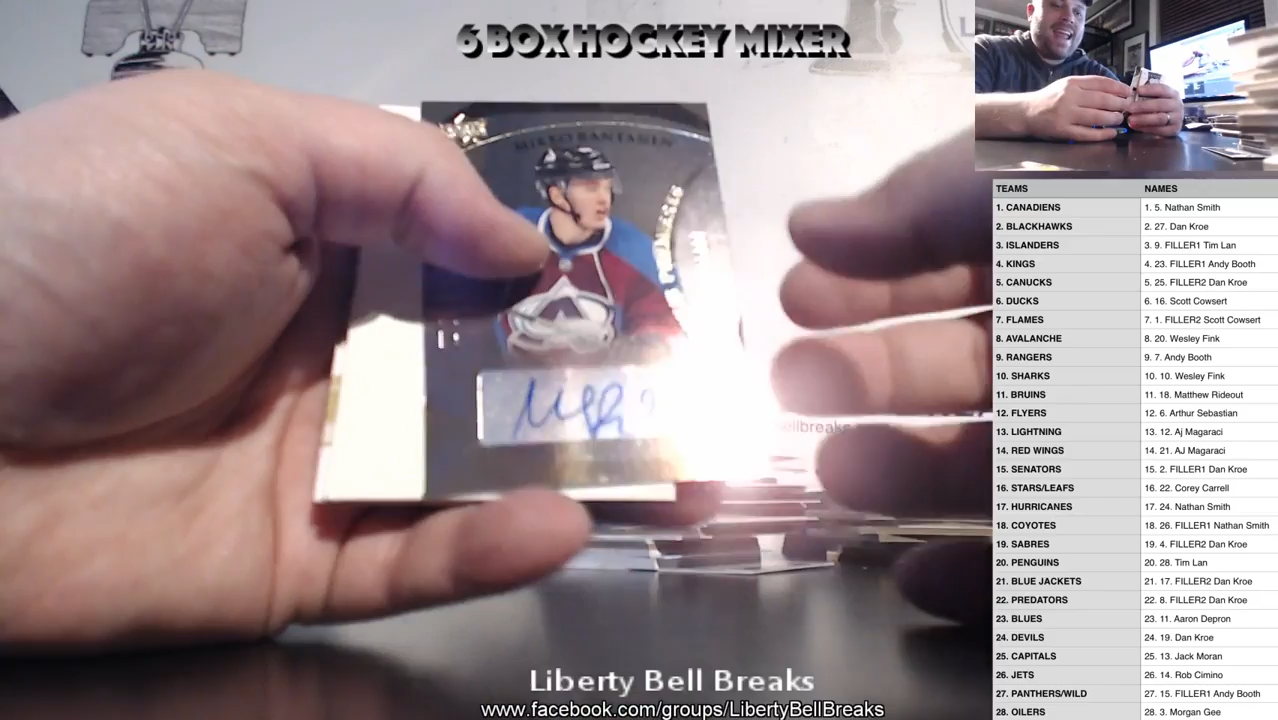 6 BOX HOCKEY MIXER
MIKKO RANTANEN
ellbreaks
TEAMS NAMES
1. CANADIENS 1. 5. Nathan Smith
2. BLACKHAWKS 2. 27. Dan Kroe
3. ISLANDERS 3. 9. FILLER1 Tim Lan
4. KINGS 4. 23. FILLER1 Andy Booth
5. CANUCKS 5. 25. FILLER2 Dan Kroe
6. DUCKS 6. 16. Scott Cowsert
7. FLAMES 7. 1. FILLER2 Scott Cowsert
8. AVALANCHE 8. 20. Wesley Fink
9. RANGERS 9. 7. Andy Booth
10. SHARKS 10. 10. Wesley Fink
11. BRUINS 11. 18. Matthew Rideout
12. FLYERS 12. 6. Arthur Sebastian
13. LIGHTNING 13. 12. Aj Magaraci
14. RED WINGS 14. 21. AJ Magaraci
15. SENATORS 15. 2. FILLER1 Dan Kroe
16. STARS/LEAFS 16. 22. Corey Carrell
17. HURRICANES 17. 24. Nathan Smith
18. COYOTES 18. 26. FILLER1 Nathan Smith
19. SABRES 19. 4. FILLER2 Dan Kroe
20. PENGUINS 20. 28. Tim Lan
21. BLUE JACKETS 21. 17. FILLER2 Dan Kroe
22. PREDATORS 22. 8. FILLER2 Dan Kroe
23. BLUES 23. 11. Aaron Depron
24. DEVILS 24. 19. Dan Kroe
25. CAPITALS 25. 13. Jack Moran
26. JETS 26. 14. Rob Cimino
27. PANTHERS/WILD 27. 15. FILLER1 Andy Booth
28. OILERS 28. 3. Morgan Gee
Liberty Bell Breaks
www.facebook.com/groups/LibertyBellBreaks